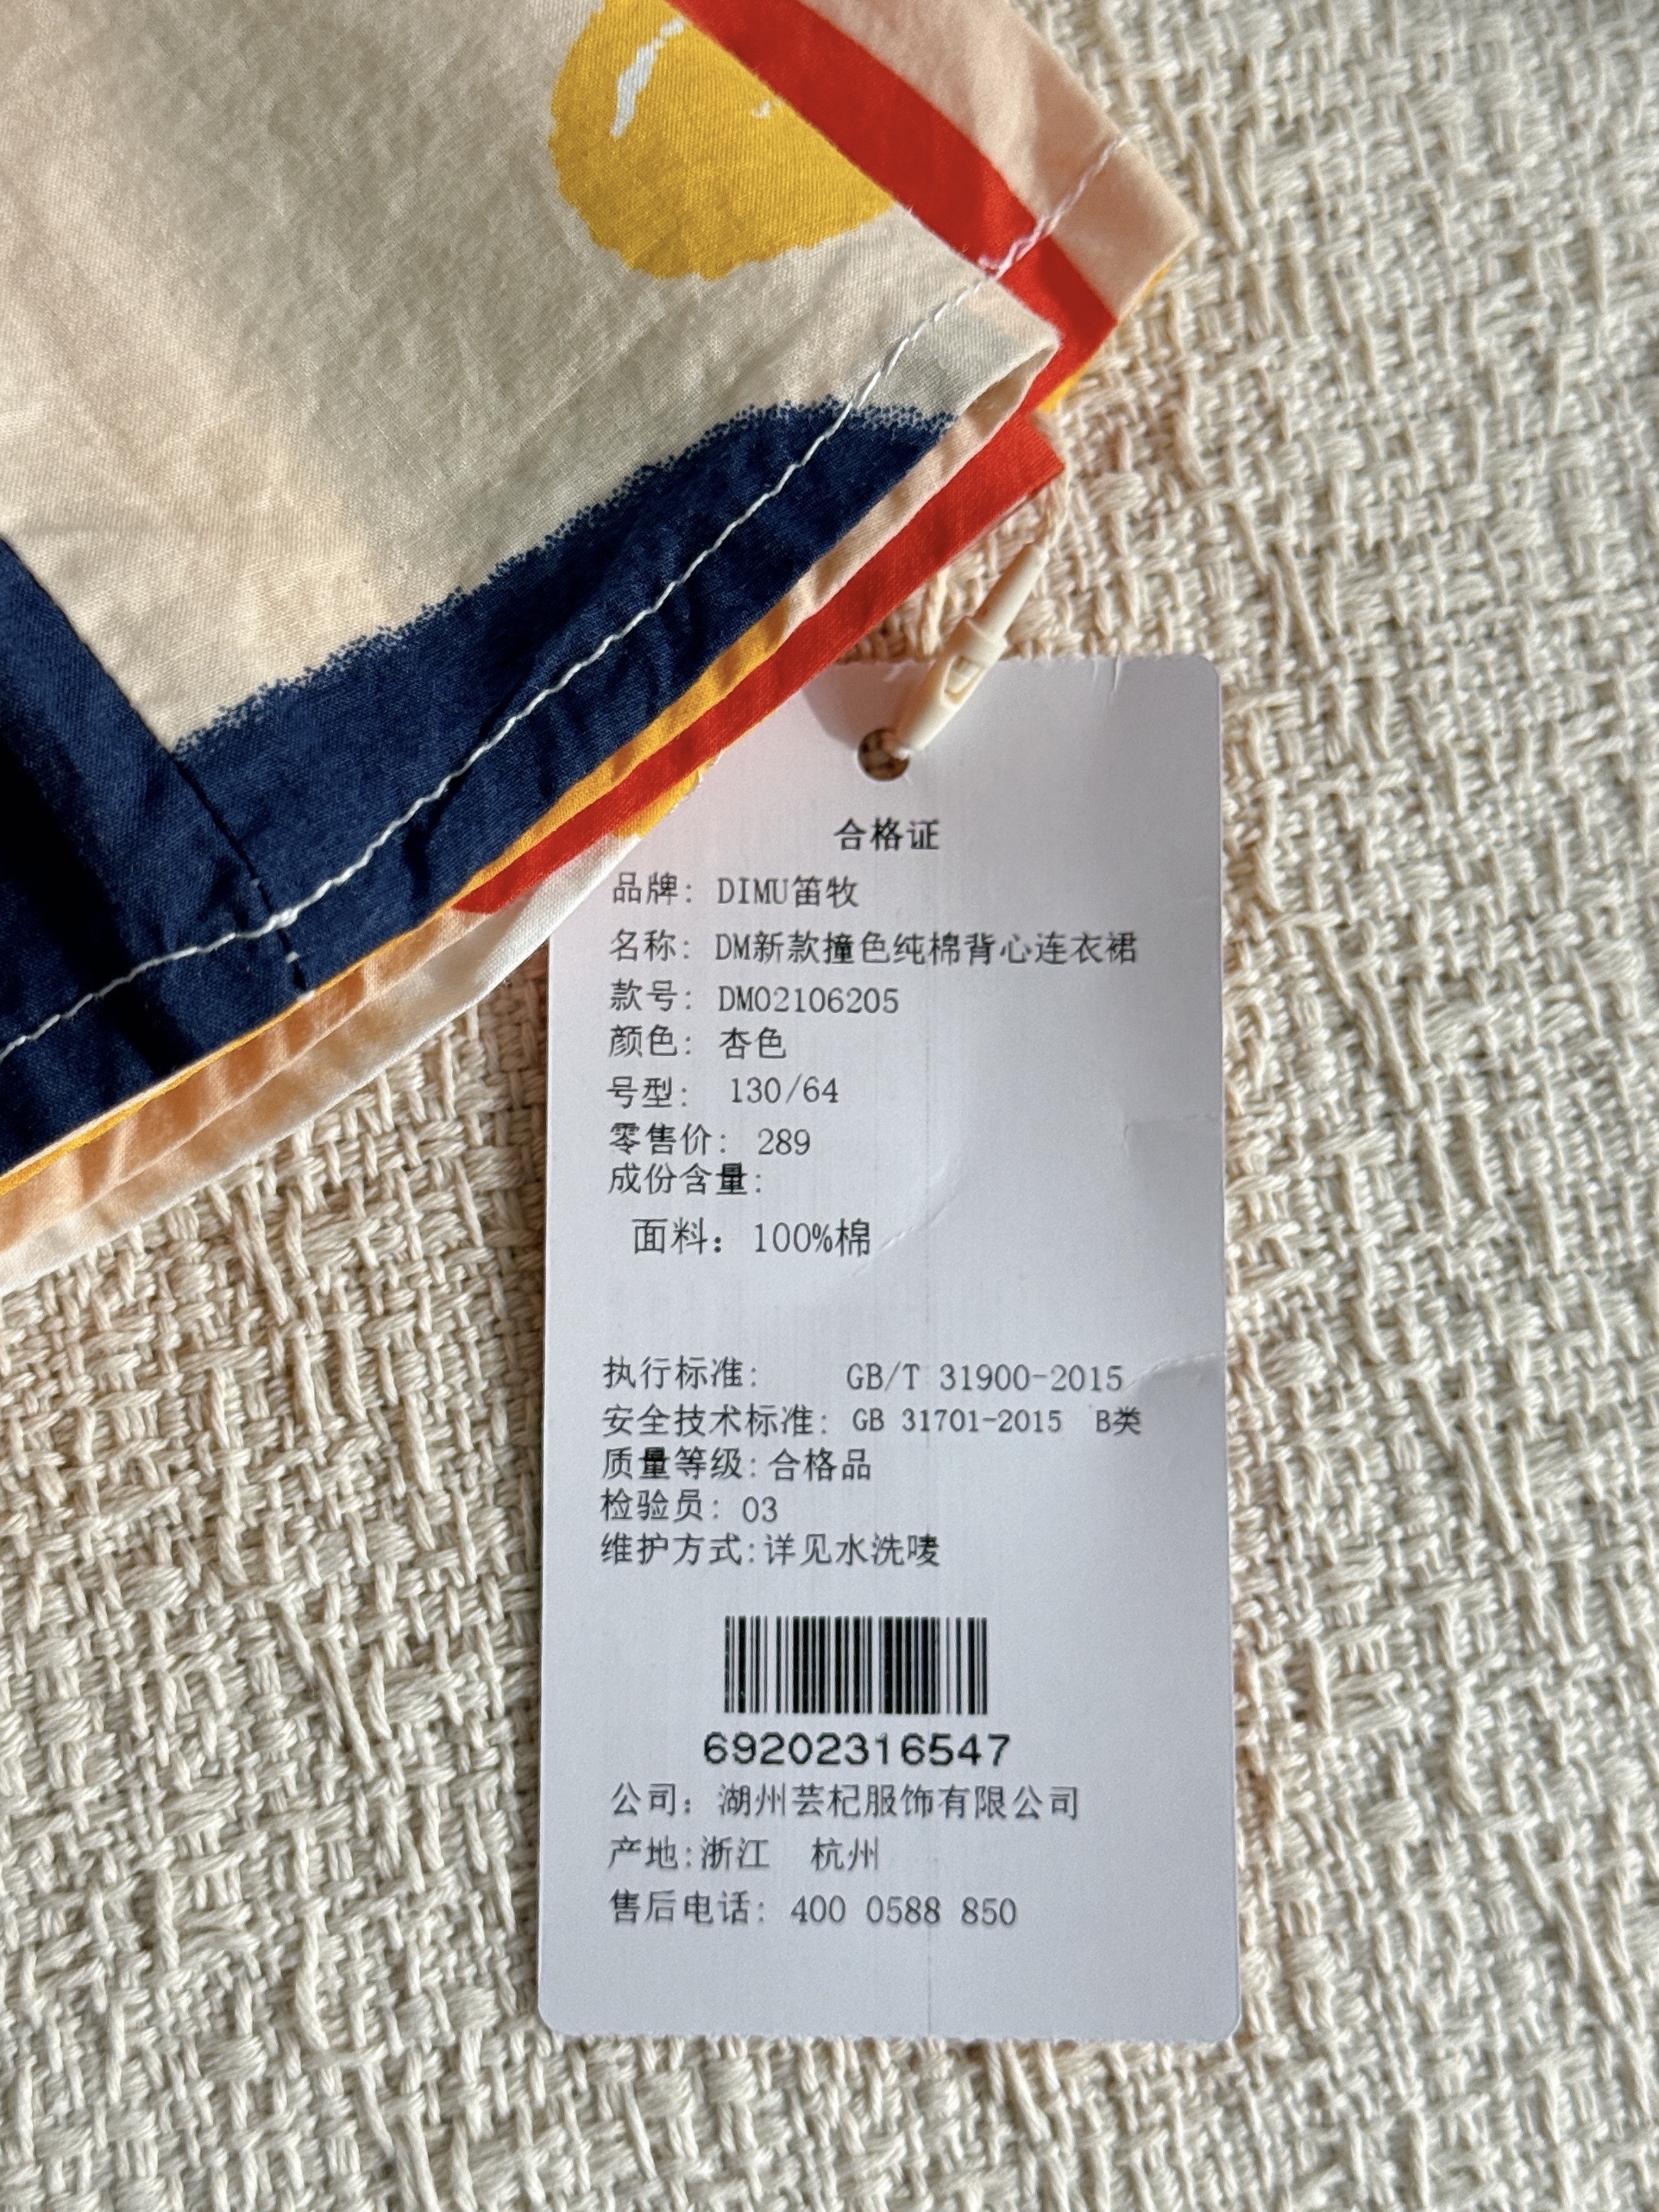 合格证
品牌: DIMU笛牧
名称: DM新款撞色纯棉背心连衣裙
款号: DM02106205
颜色: 杏色
号型: 130/64
零售价: 289
成份含量:
面料: 100%棉
执行标准: GB/T 31900-2015
安全技术标准: GB 31701-2015 B类
质量等级:合格品
检验员: 03
维护方式:详见水洗唛
69202316547
公司: 湖州芸杞服饰有限公司
产地:浙江 杭州
售后电话: 400 0588 850